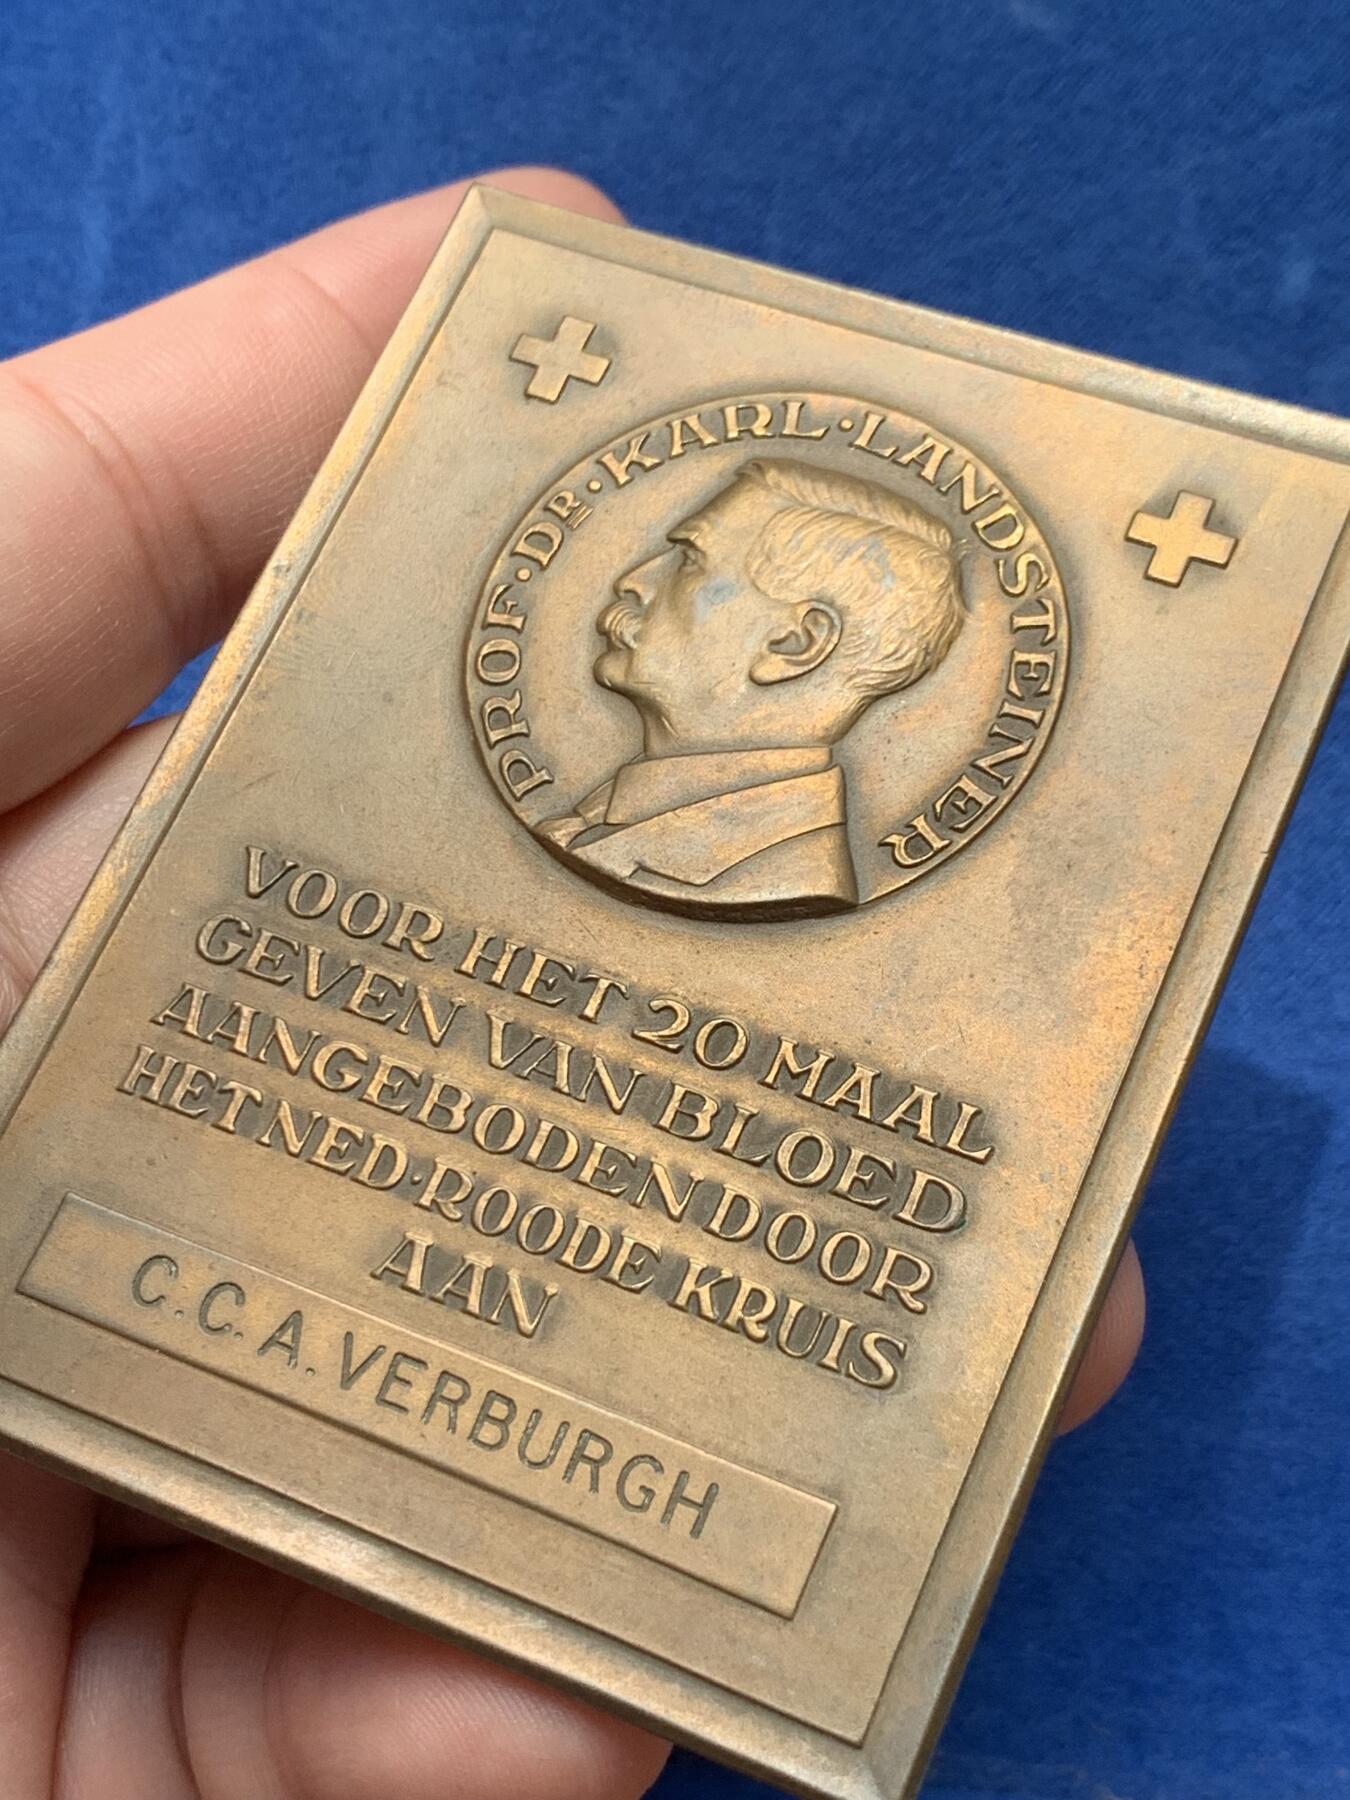 PROF·DR·KARL·LANDSTEINER
VOOR HET 20 MAAL
GEVEN VAN BLOED
AANGEBODEN DOOR
HET NED·ROODE KRUIS
AAN
C.C.A.VERBURGH